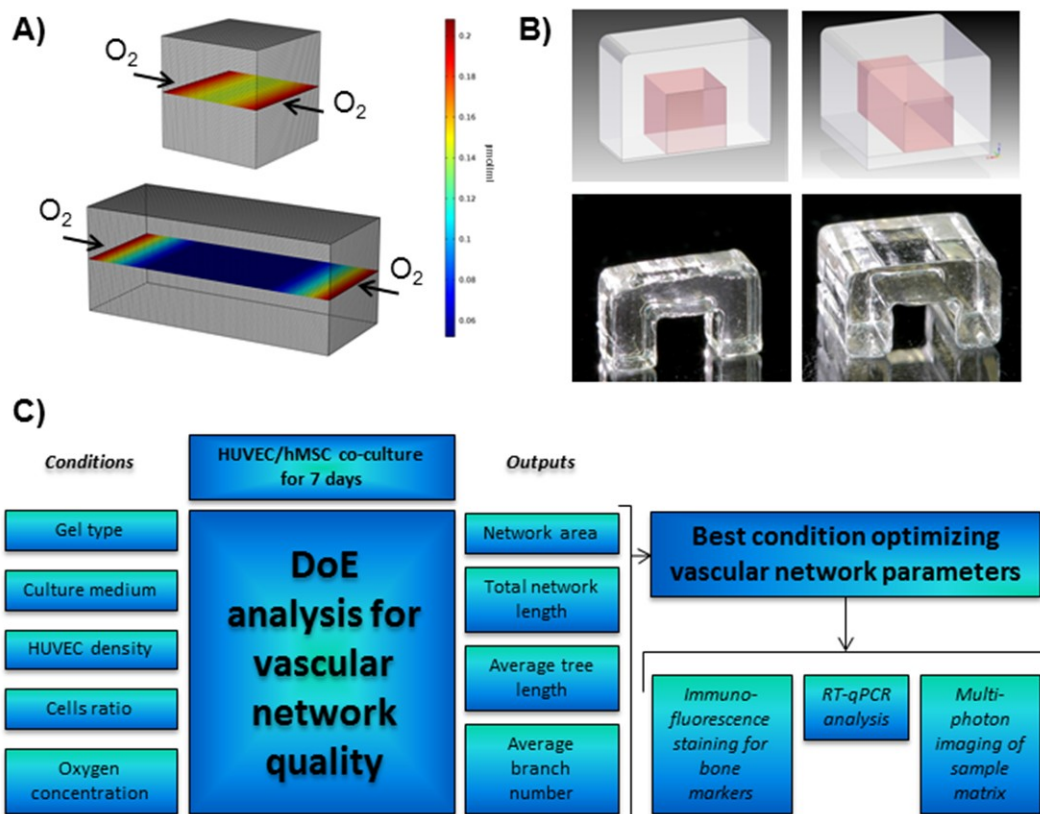 A)
O2
O2
O2
O2
0.2
0.18
0.16
0.14
0.12
0.1
0.08
0.06
µmol/ml
B)
C)
Conditions
Gel type
Culture medium
HUVEC density
Cells ratio
Oxygen
concentration
HUVEC/hMSC co-culture
for 7 days
DoE
analysis for
vascular
network
quality
Outputs
Network area
Total network
length
Average tree
length
Average
branch
number
Best condition optimizing
vascular network parameters
Immuno-
fluorescence
staining for
bone
markers
RT-qPCR
analysis
Multi-
photon
imaging of
sample
matrix